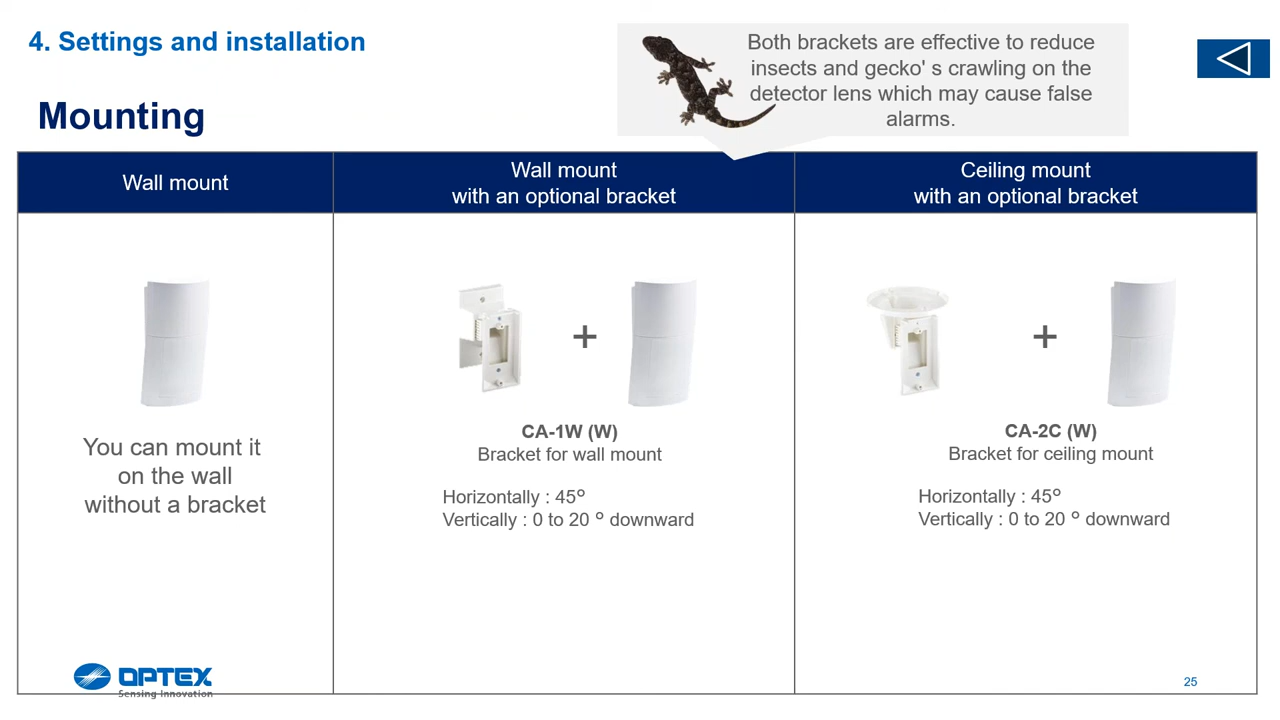 4. Settings and installation
Both brackets are effective to reduce
insects and gecko' s crawling on the
detector lens which may cause false
alarms.
Mounting
Wall mount
Wall mount
with an optional bracket
Ceiling mount
with an optional bracket
You can mount it
on the wall
without a bracket
+
CA-1W (W)
Bracket for wall mount
Horizontally : 45°
Vertically : 0 to 20 ° downward
+
CA-2C (W)
Bracket for ceiling mount
Horizontally : 45°
Vertically : 0 to 20 ° downward
OPTEX
Sensing Innovation
25